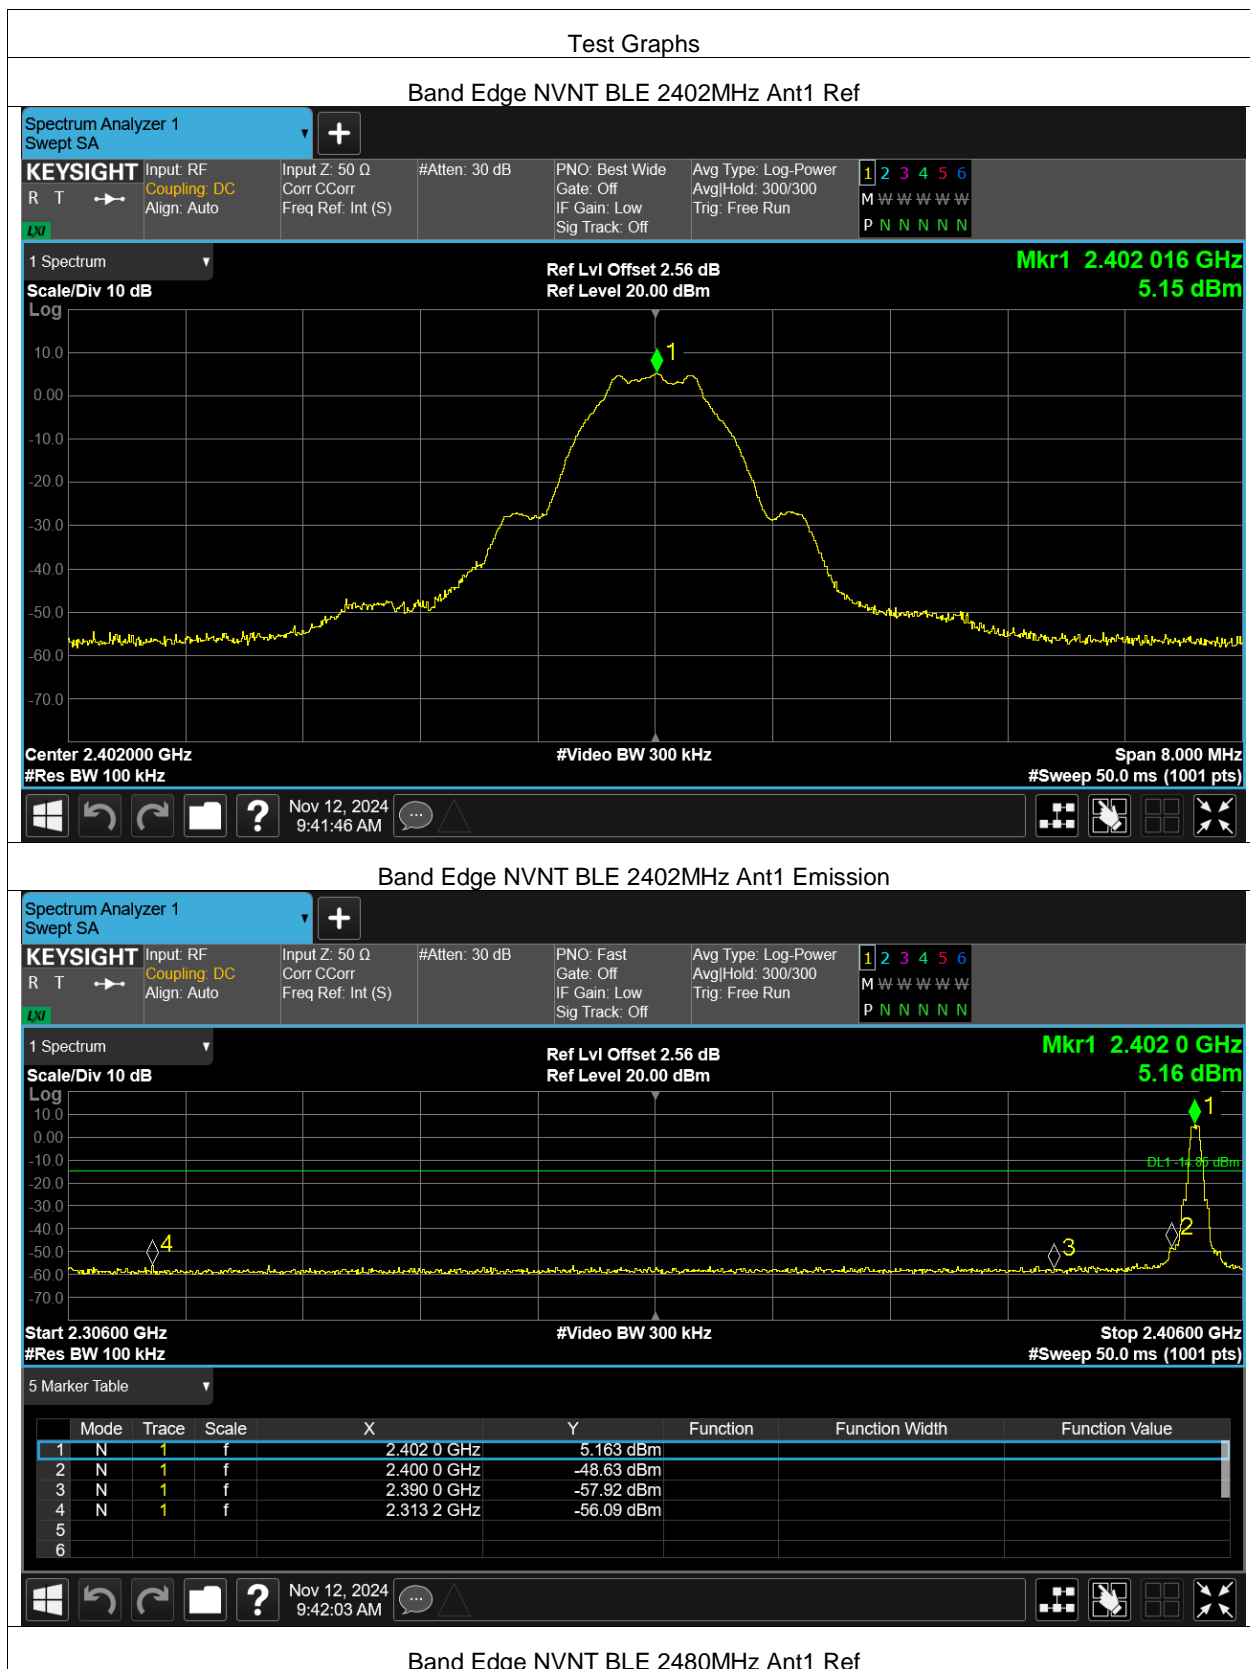 Test Graphs
Band Edge NVNT BLE 2402MHz Ant1 Ref
Spectrum Analyzer 1
Swept SA
+
KEYSIGHT
R T
LXI
Input: RF
Coupling: DC
Align: Auto
Input Z: 50 Ω
Corr CCorr
Freq Ref: Int (S)
#Atten: 30 dB
PNO: Best Wide
Gate: Off
IF Gain: Low
Sig Track: Off
Avg Type: Log-Power
Avg|Hold: 300/300
Trig: Free Run
1 2 3 4 5 6
M W W W W W
P N N N N N
1 Spectrum
Ref Lvl Offset 2.56 dB
Mkr1 2.402 016 GHz
Scale/Div 10 dB
Ref Level 20.00 dBm
5.15 dBm
Log
1
10.0
0.00
-10.0
-20.0
-30.0
-40.0
-50.0
-60.0
-70.0
Center 2.402000 GHz
#Video BW 300 kHz
Span 8.000 MHz
#Res BW 100 kHz
#Sweep 50.0 ms (1001 pts)
?
Nov 12, 2024
9:41:46 AM
Band Edge NVNT BLE 2402MHz Ant1 Emission
Spectrum Analyzer 1
Swept SA
+
KEYSIGHT
R T
LXI
Input: RF
Coupling: DC
Align: Auto
Input Z: 50 Ω
Corr CCorr
Freq Ref: Int (S)
#Atten: 30 dB
PNO: Fast
Gate: Off
IF Gain: Low
Sig Track: Off
Avg Type: Log-Power
Avg|Hold: 300/300
Trig: Free Run
1 2 3 4 5 6
M W W W W W
P N N N N N
1 Spectrum
Ref Lvl Offset 2.56 dB
Mkr1 2.402 0 GHz
Scale/Div 10 dB
Ref Level 20.00 dBm
5.16 dBm
Log
10.0
1
0.00
-10.0
DL1 -14.85 dBm
-20.0
-30.0
-40.0
2
-50.0
4
3
-60.0
-70.0
Start 2.30600 GHz
#Video BW 300 kHz
Stop 2.40600 GHz
#Res BW 100 kHz
#Sweep 50.0 ms (1001 pts)
5 Marker Table
Mode Trace Scale X Y Function Function Width Function Value
1 N 1 f 2.402 0 GHz 5.163 dBm
2 N 1 f 2.400 0 GHz -48.63 dBm
3 N 1 f 2.390 0 GHz -57.92 dBm
4 N 1 f 2.313 2 GHz -56.09 dBm
5
6
?
Nov 12, 2024
9:42:03 AM
Band Edge NVNT BLE 2480MHz Ant1 Ref